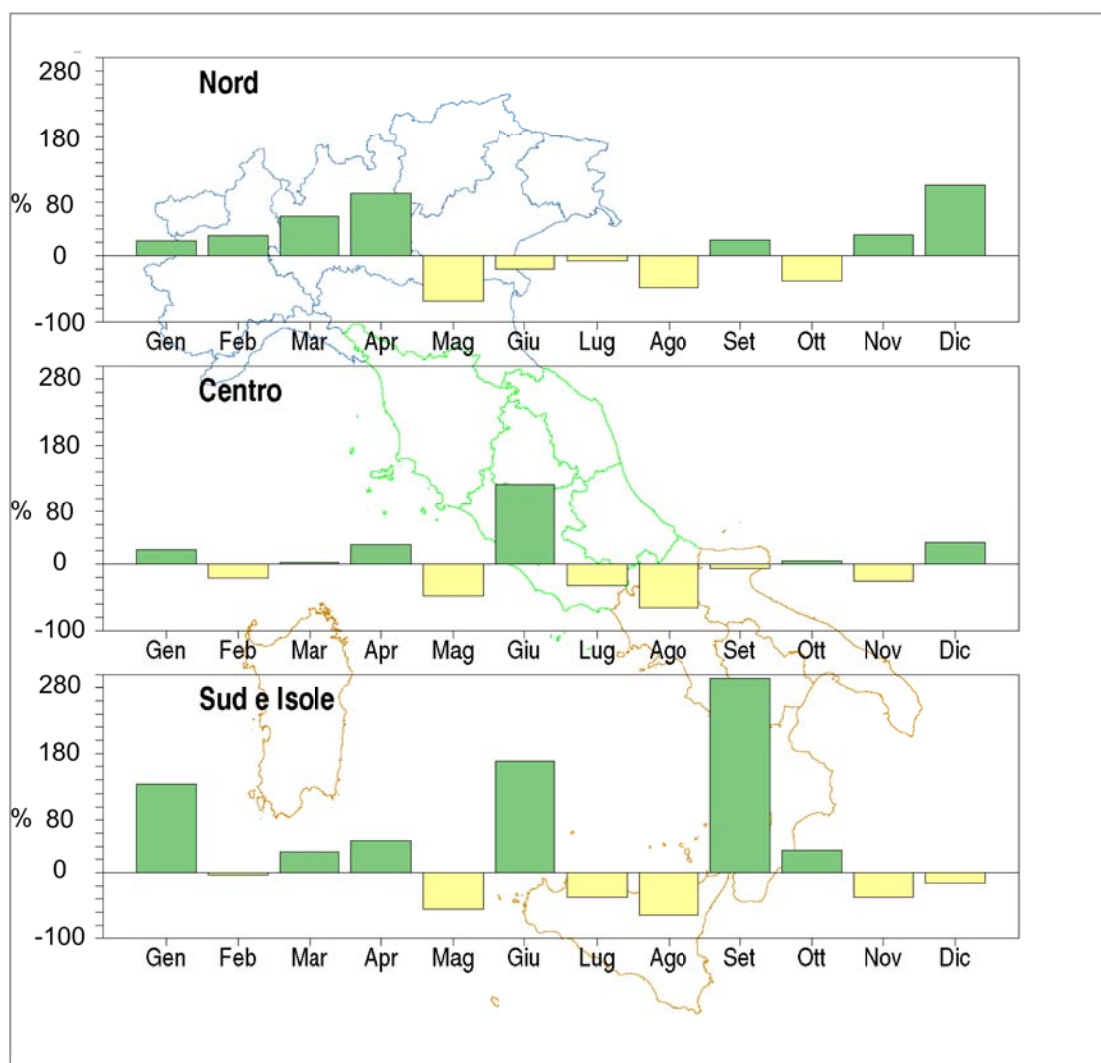 280
Nord
180
% 80
0
-100
Gen Feb Mar Apr Mag Giu Lug Ago Set Ott Nov Dic
280
Centro
180
% 80
0
-100
Gen Feb Mar Apr Mag Giu Lug Ago Set Ott Nov Dic
280
Sud e Isole
180
% 80
0
-100
Gen Feb Mar Apr Mag Giu Lug Ago Set Ott Nov Dic